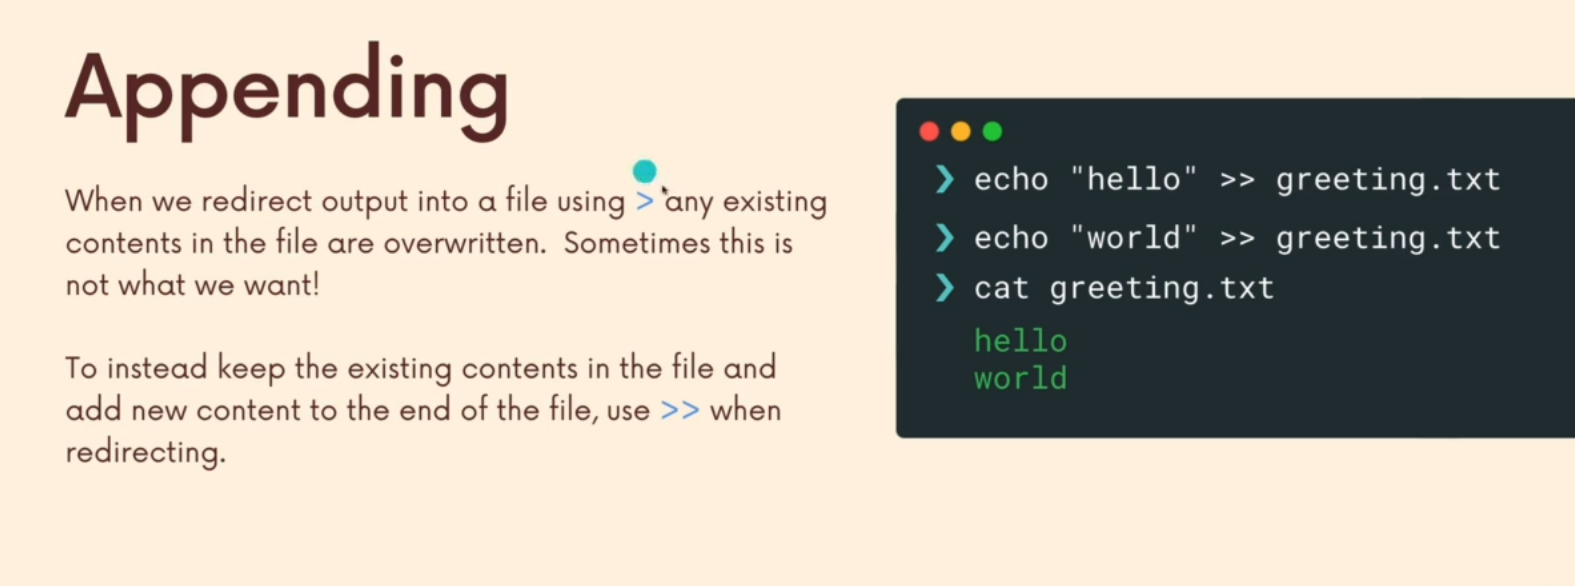 Appending
When we redirect output into a file using > any existing
contents in the file are overwritten. Sometimes this is
not what we want!
To instead keep the existing contents in the file and
add new content to the end of the file, use >> when
redirecting.
❯ echo "hello" >> greeting.txt
❯ echo "world" >> greeting.txt
❯ cat greeting.txt
hello
world